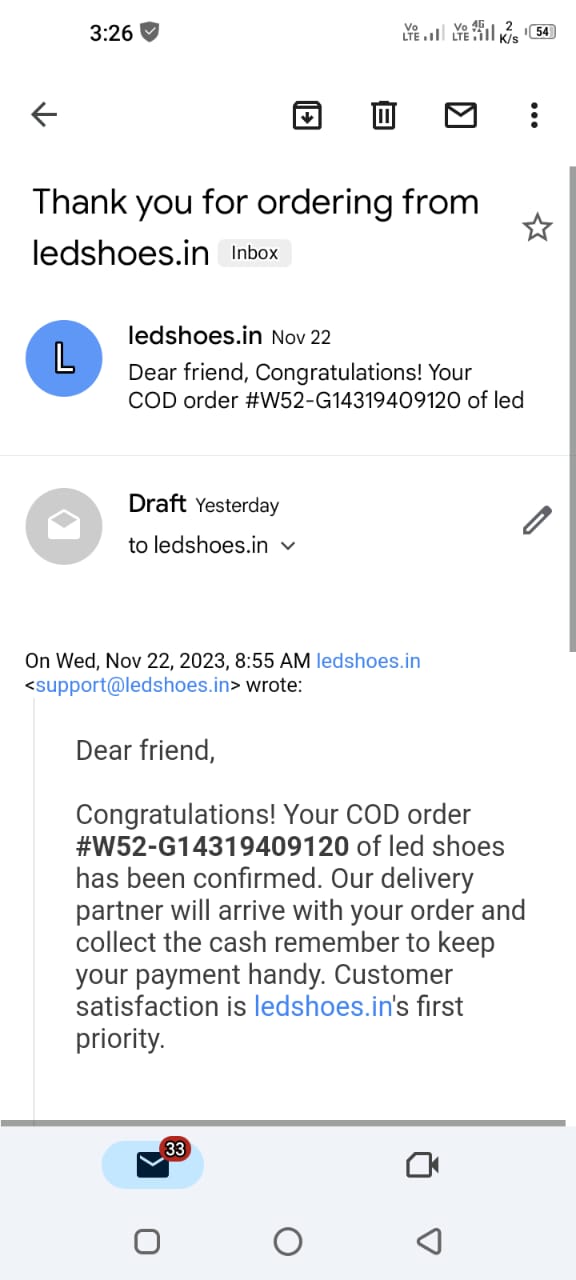 3:26
Vo LTE Vo LTE 4G 2 K/s 54
Thank you for ordering from
ledshoes.in Inbox
L
ledshoes.in Nov 22
Dear friend, Congratulations! Your
COD order #W52-G14319409120 of led
Draft Yesterday
to ledshoes.in
On Wed, Nov 22, 2023, 8:55 AM ledshoes.in
<support@ledshoes.in> wrote:
Dear friend,
Congratulations! Your COD order
#W52-G14319409120 of led shoes
has been confirmed. Our delivery
partner will arrive with your order and
collect the cash remember to keep
your payment handy. Customer
satisfaction is ledshoes.in's first
priority.
33